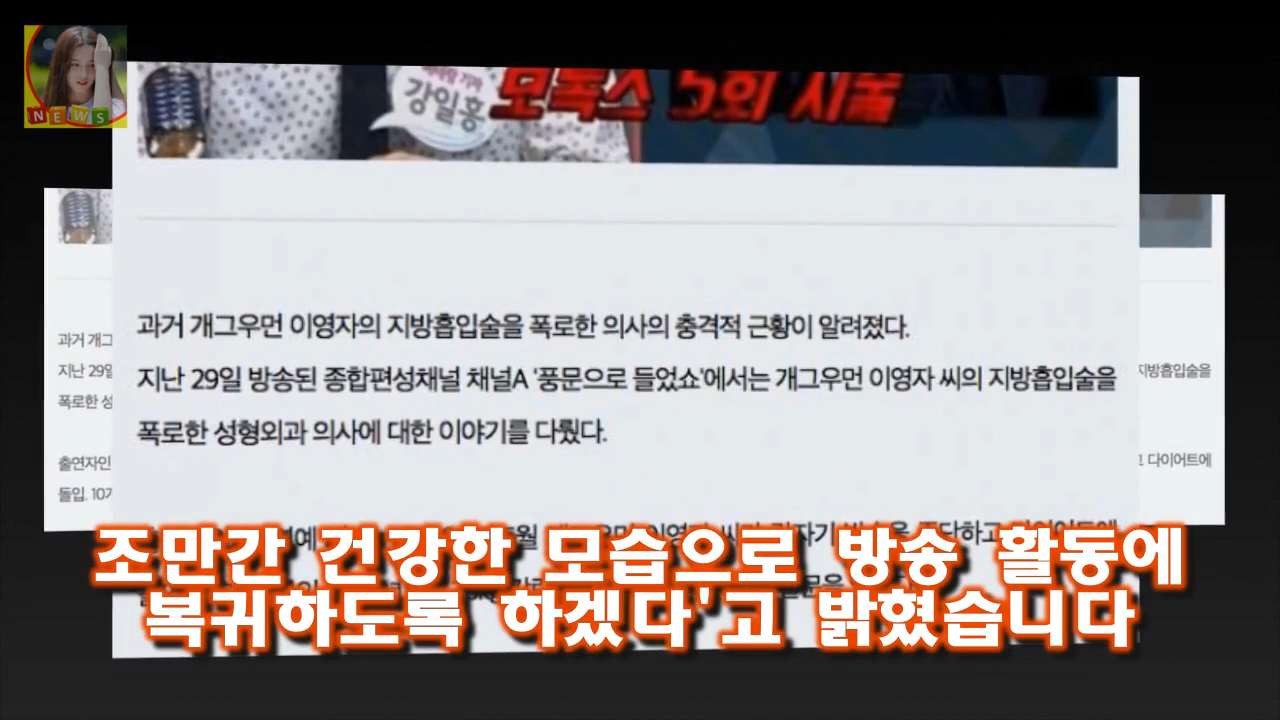 NEWS
강일홍
보톡스 5회 시술
과거 개그우먼 이영자의 지방흡입술을 폭로한 의사의 충격적 근황이 알려졌다.
지난 29일 방송된 종합편성채널 채널A '풍문으로 들었쇼'에서는 개그우먼 이영자 씨의 지방흡입술을
폭로한 성형외과 의사에 대한 이야기를 다뤘다.
과거 개그
지난 29일
폭로한 성
출연자인
돌입. 10
지방흡입술을
다이어트에
조만간 건강한 모습으로 방송 활동에
복귀하도록 하겠다'고 밝혔습니다